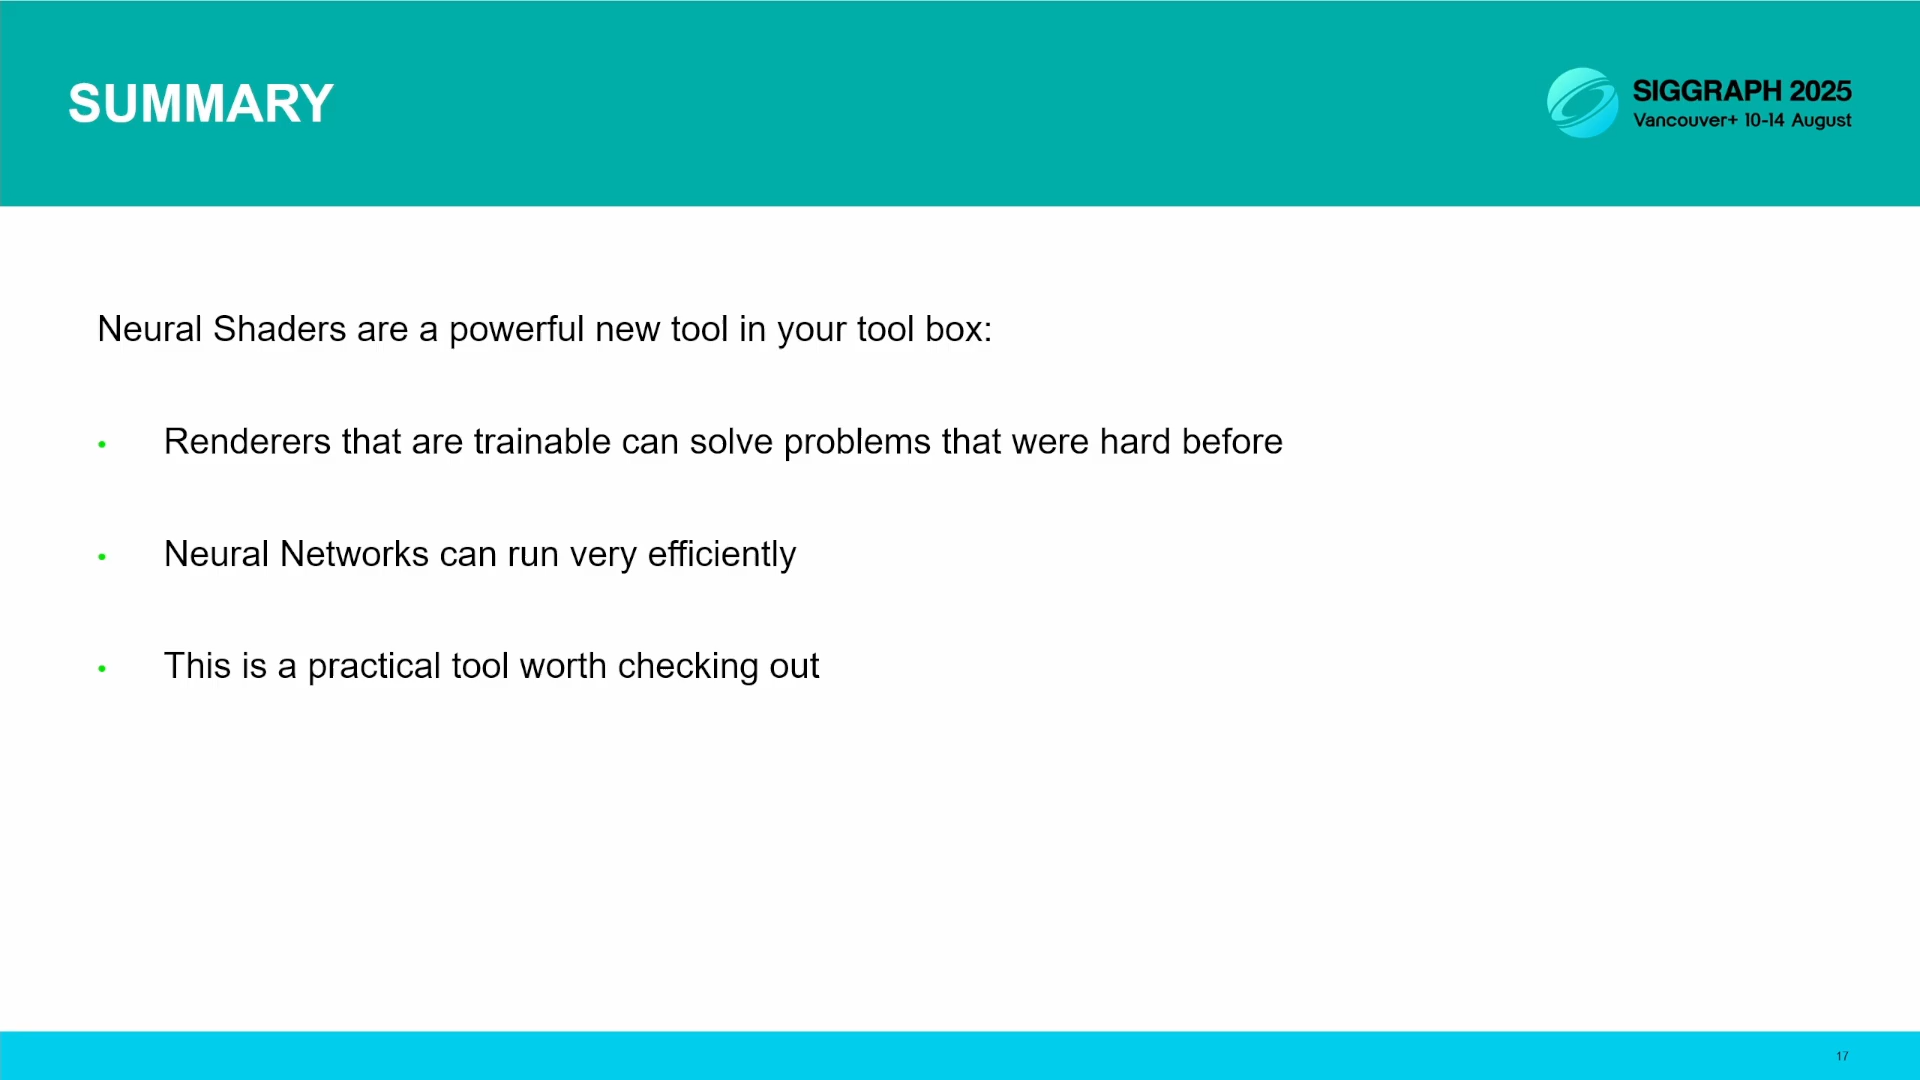 SUMMARY
SIGGRAPH 2025
Vancouver+ 10-14 August
Neural Shaders are a powerful new tool in your tool box:
• Renderers that are trainable can solve problems that were hard before
• Neural Networks can run very efficiently
• This is a practical tool worth checking out
17